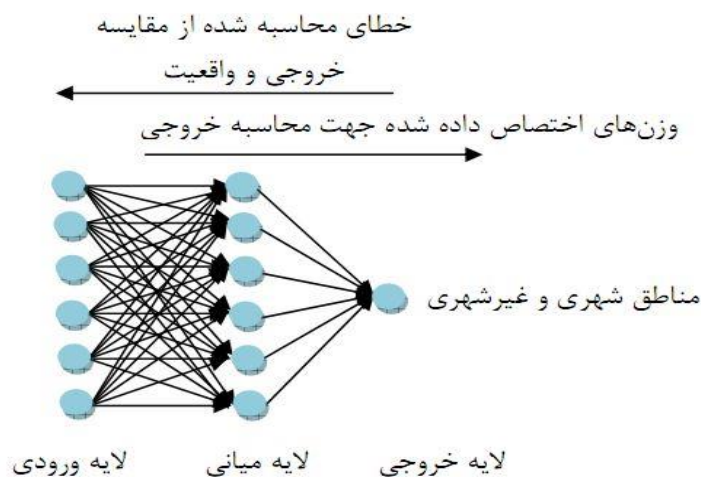 خطای محاسبه شده از مقایسه
خروجی و واقعیت
وزن‌های اختصاص داده شده جهت محاسبه خروجی
مناطق شهری و غیرشهری
لایه خروجی
لایه میانی
لایه ورودی